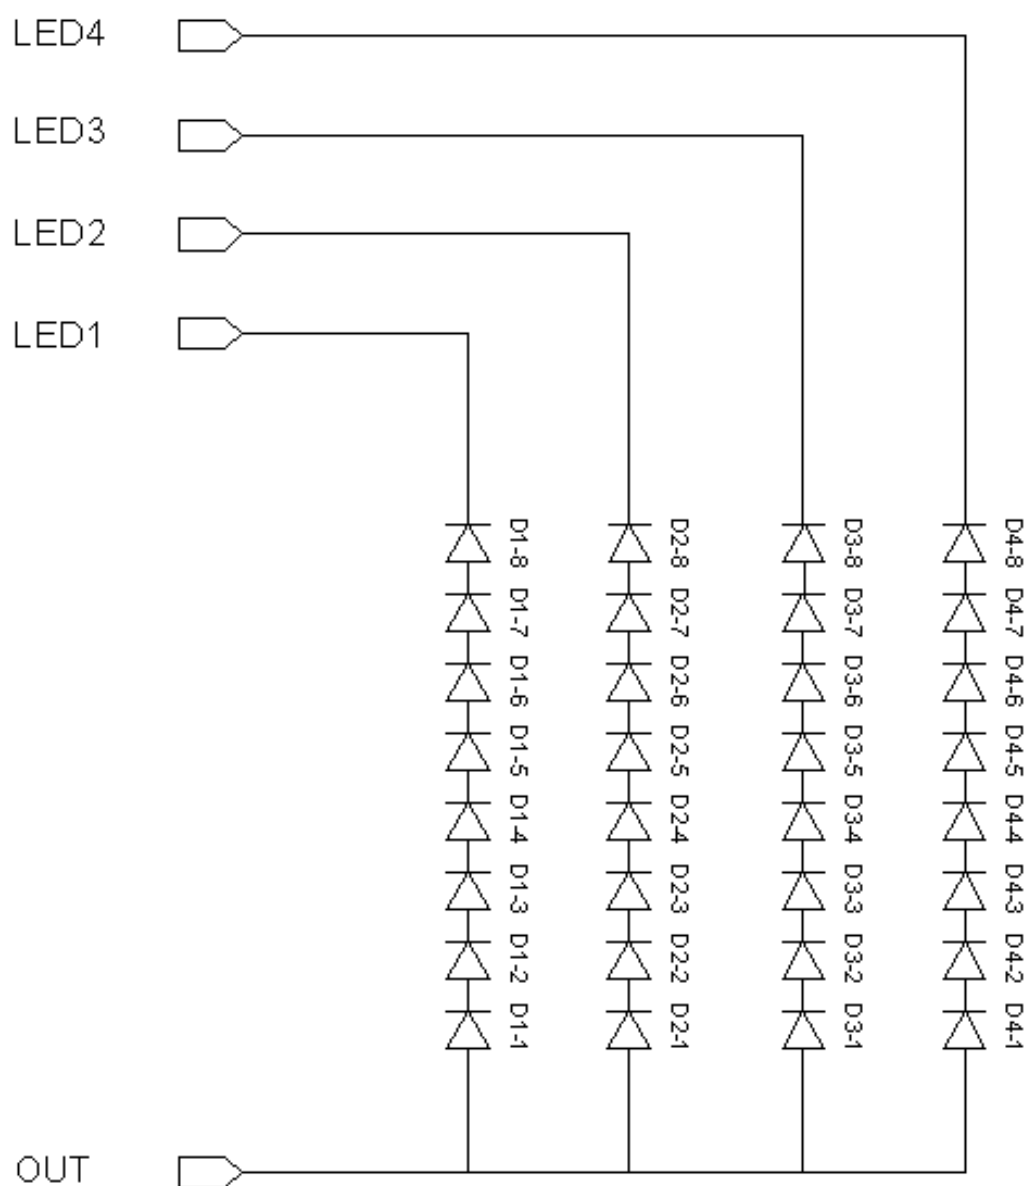 LED4
LED3
LED2
LED1
D1-8 D2-8 D3-8 D4-8
D1-7 D2-7 D3-7 D4-7
D1-6 D2-6 D3-6 D4-6
D1-5 D2-5 D3-5 D4-5
D1-4 D2-4 D3-4 D4-4
D1-3 D2-3 D3-3 D4-3
D1-2 D2-2 D3-2 D4-2
D1-1 D2-1 D3-1 D4-1
OUT